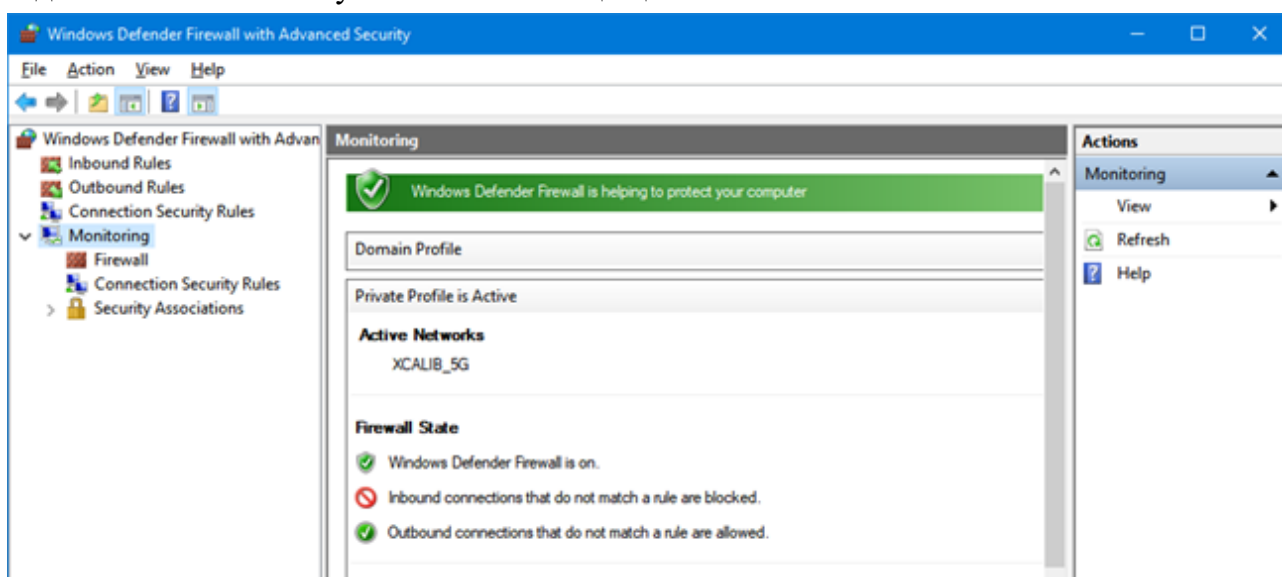 Windows Defender Firewall with Advanced Security
File Action View Help
Windows Defender Firewall with Advan
Inbound Rules
Outbound Rules
Connection Security Rules
Monitoring
Firewall
Connection Security Rules
Security Associations
Monitoring
Windows Defender Firewall is helping to protect your computer
Domain Profile
Private Profile is Active
Active Networks
XCALIB_5G
Firewall State
Windows Defender Firewall is on.
Inbound connections that do not match a rule are blocked.
Outbound connections that do not match a rule are allowed.
Actions
Monitoring
View
Refresh
Help